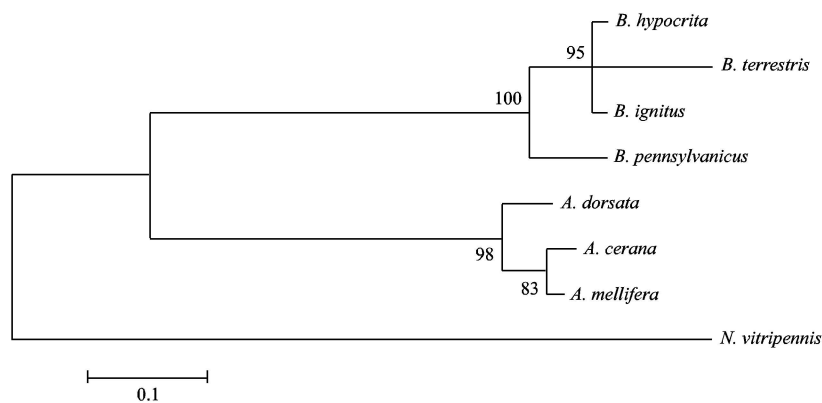 B. hypocrita
95
B. terrestris
100
B. ignitus
B. pennsylvanicus
A. dorsata
98
A. cerana
83
A. mellifera
N. vitripennis
0.1